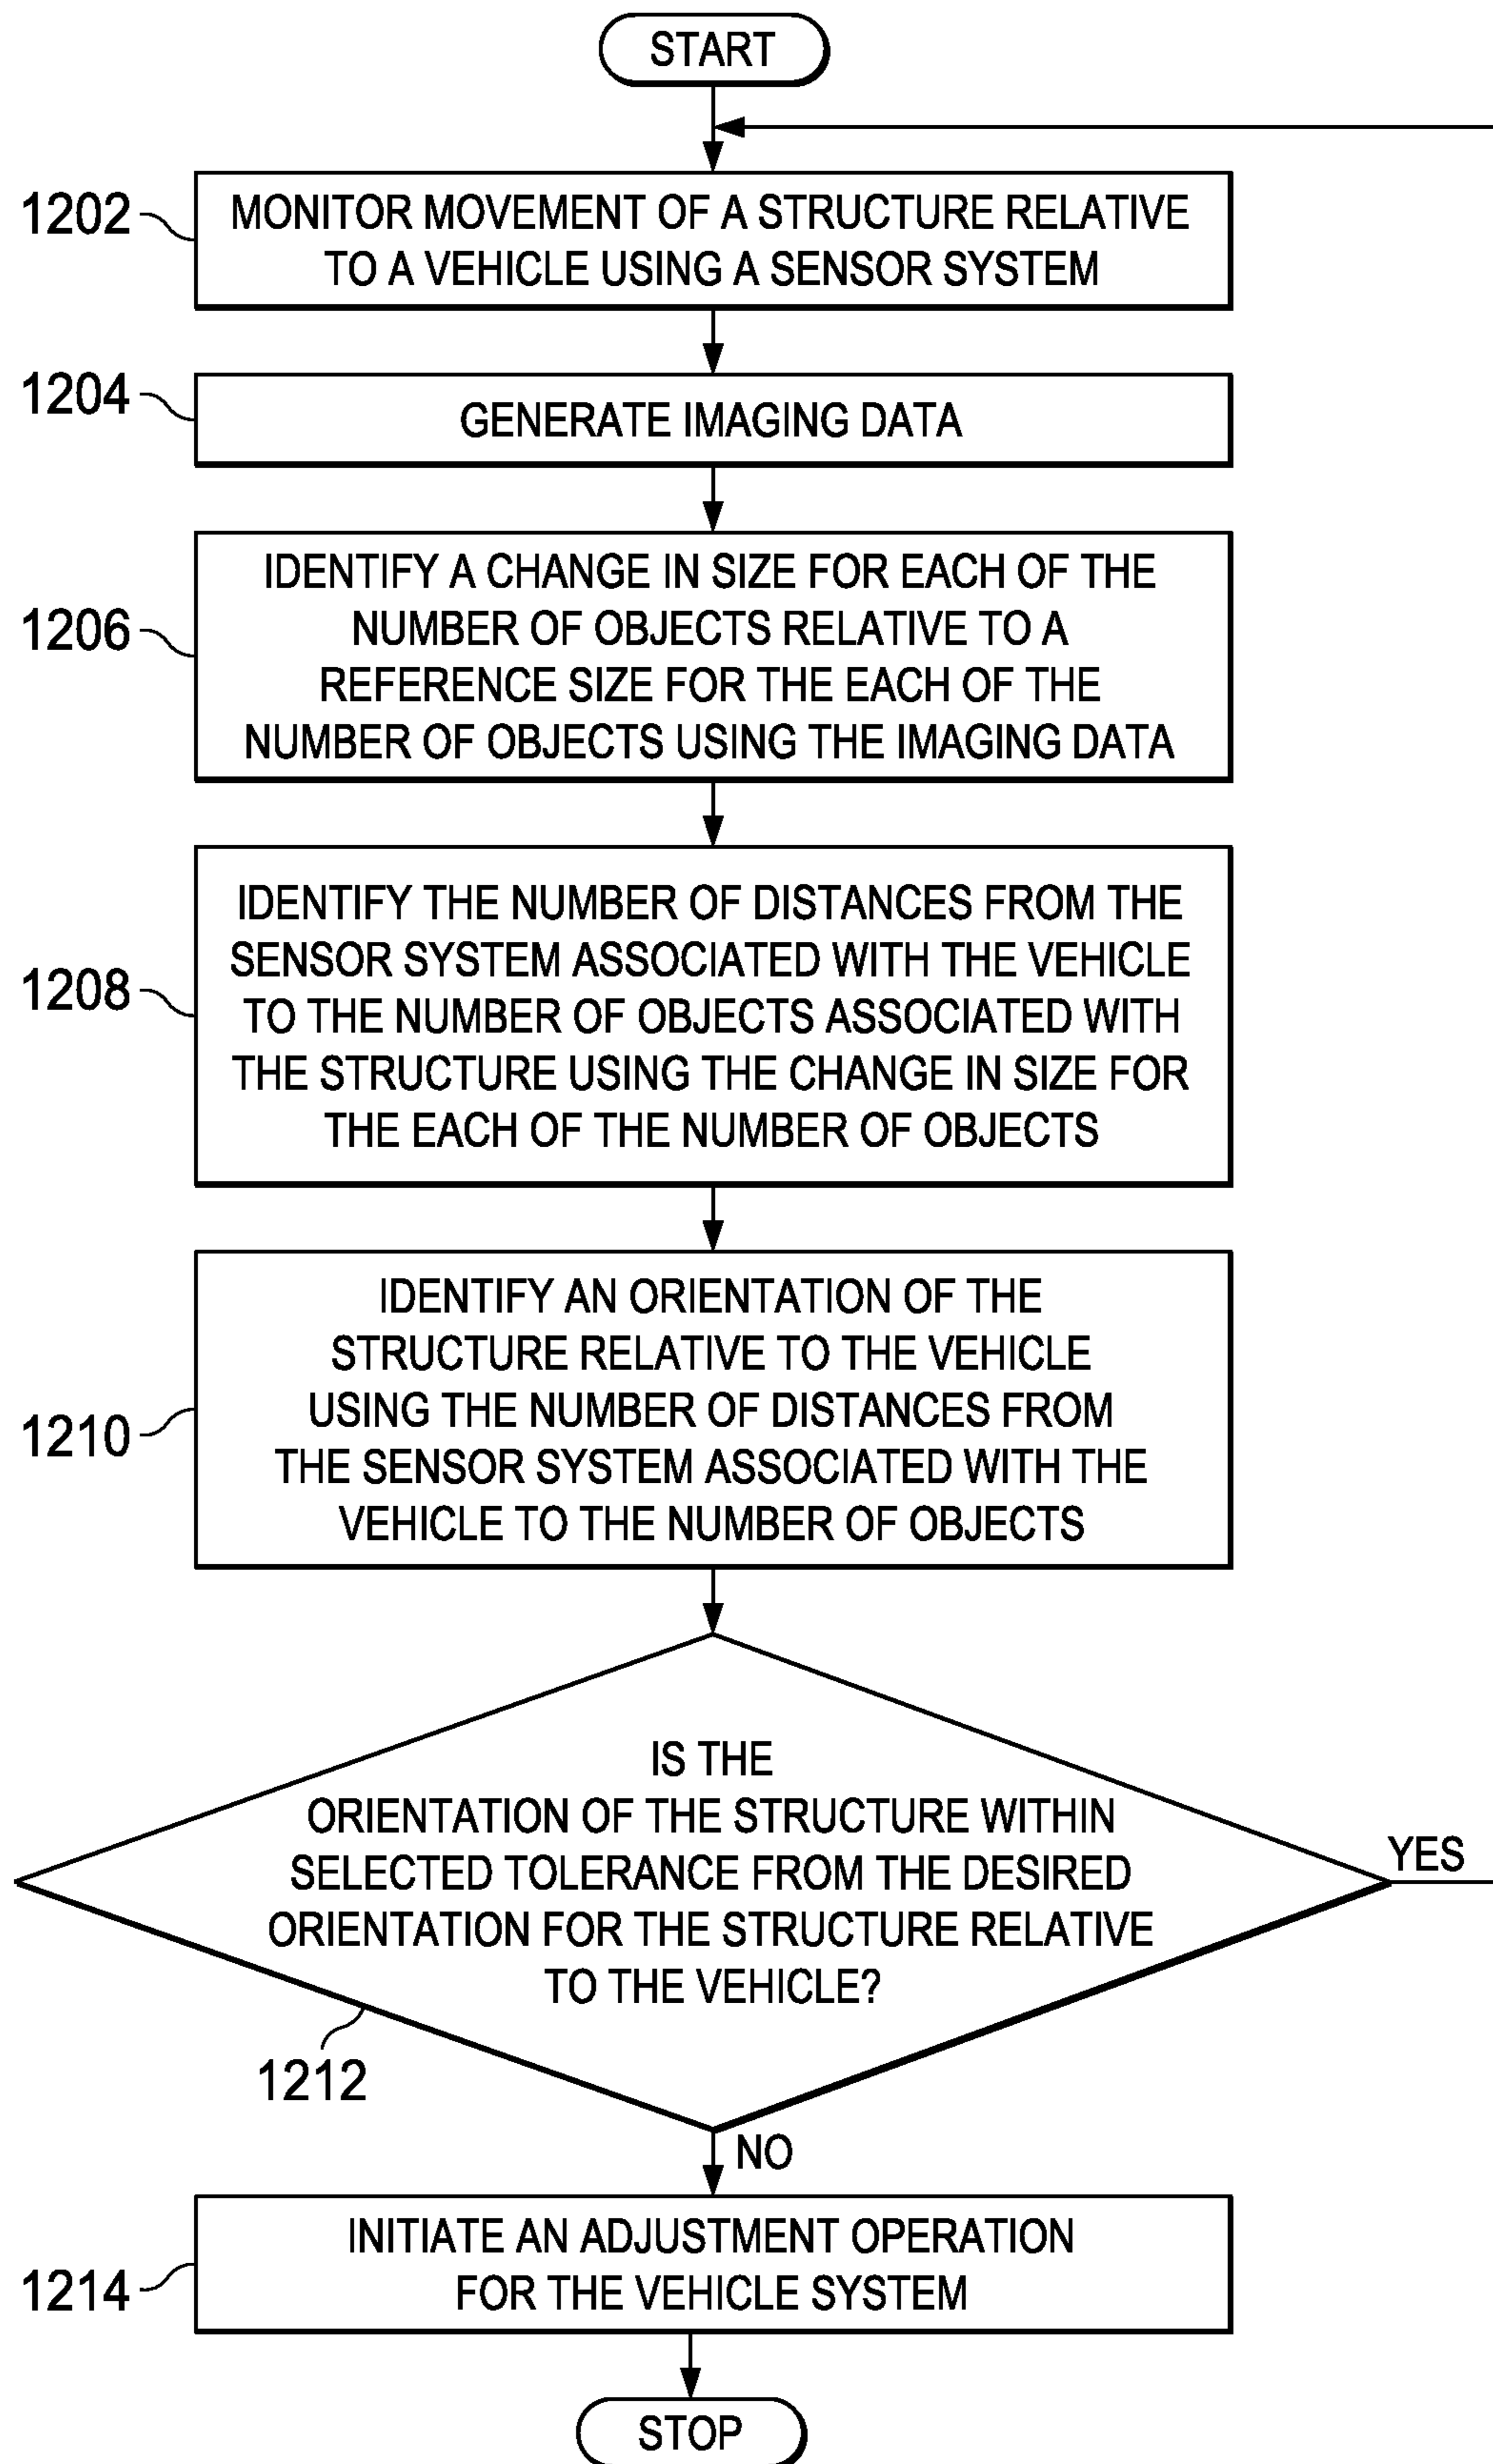 START
1202
MONITOR MOVEMENT OF A STRUCTURE RELATIVE
TO A VEHICLE USING A SENSOR SYSTEM
1204
GENERATE IMAGING DATA
1206
IDENTIFY A CHANGE IN SIZE FOR EACH OF THE
NUMBER OF OBJECTS RELATIVE TO A
REFERENCE SIZE FOR THE EACH OF THE
NUMBER OF OBJECTS USING THE IMAGING DATA
1208
IDENTIFY THE NUMBER OF DISTANCES FROM THE
SENSOR SYSTEM ASSOCIATED WITH THE VEHICLE
TO THE NUMBER OF OBJECTS ASSOCIATED WITH
THE STRUCTURE USING THE CHANGE IN SIZE FOR
THE EACH OF THE NUMBER OF OBJECTS
1210
IDENTIFY AN ORIENTATION OF THE
STRUCTURE RELATIVE TO THE VEHICLE
USING THE NUMBER OF DISTANCES FROM
THE SENSOR SYSTEM ASSOCIATED WITH THE
VEHICLE TO THE NUMBER OF OBJECTS
IS THE
ORIENTATION OF THE STRUCTURE WITHIN
SELECTED TOLERANCE FROM THE DESIRED
ORIENTATION FOR THE STRUCTURE RELATIVE
TO THE VEHICLE?
YES
1212
NO
1214
INITIATE AN ADJUSTMENT OPERATION
FOR THE VEHICLE SYSTEM
STOP